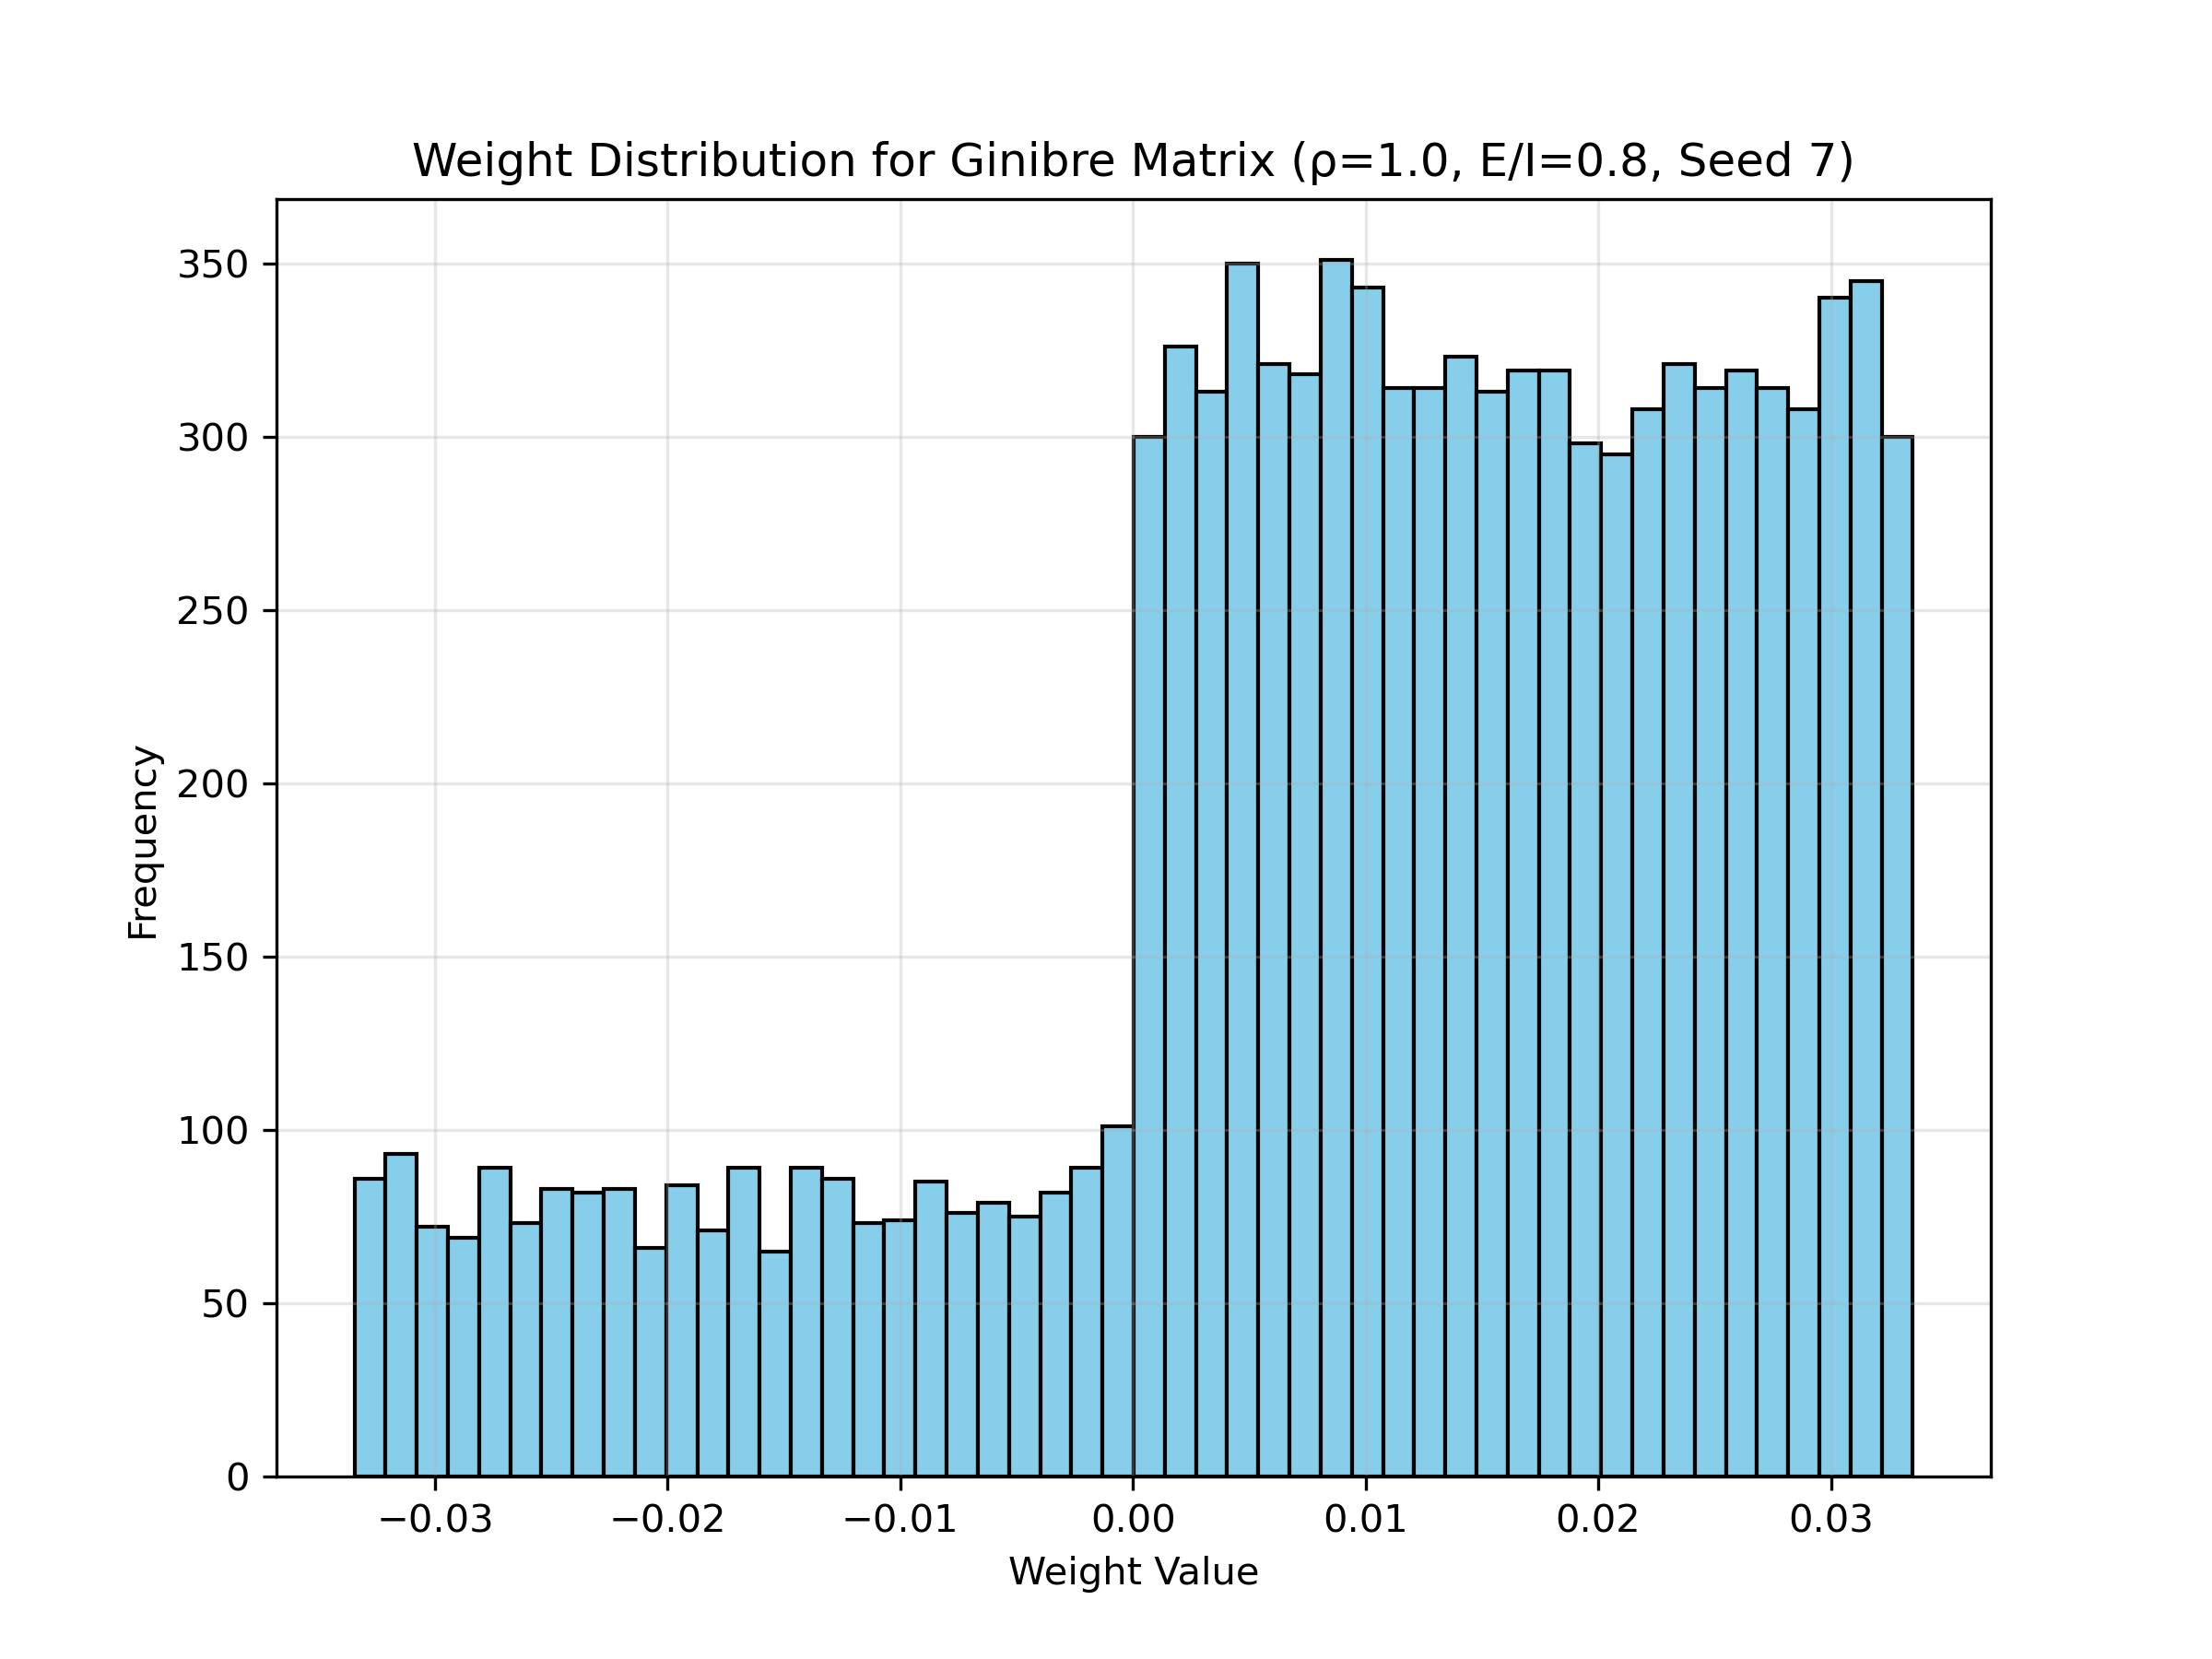 Weight Distribution for Ginibre Matrix (ρ=1.0, E/I=0.8, Seed 7)
350
300
250
200
150
100
50
0
Frequency
−0.03 −0.02 −0.01 0.00 0.01 0.02 0.03
Weight Value